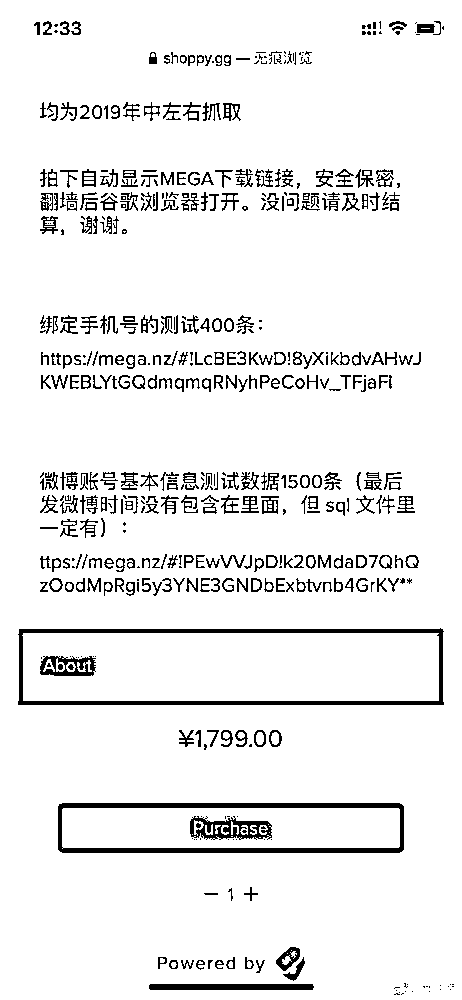 12:33
shoppy.gg — 无痕浏览
均为2019年中左右抓取
拍下自动显示MEGA下载链接，安全保密，
翻墙后谷歌浏览器打开。没问题请及时结
算，谢谢。
绑定手机号的测试400条：
https://mega.nz/#!LcBE3KwD!8yXikbdvAHwJ
KWEBLYtGQdmqmqRNyhPeCoHv_TFjaFI
微博账号基本信息测试数据1500条（最后
发微博时间没有包含在里面，但 sql 文件里
一定有）：
ttps://mega.nz/#!PEwVVJpD!k20MdaD7QhQ
zOodMpRgi5y3YNE3GNDbExbtvnb4GrKY**
About
¥1,799.00
Purchase
− 1 +
Powered by